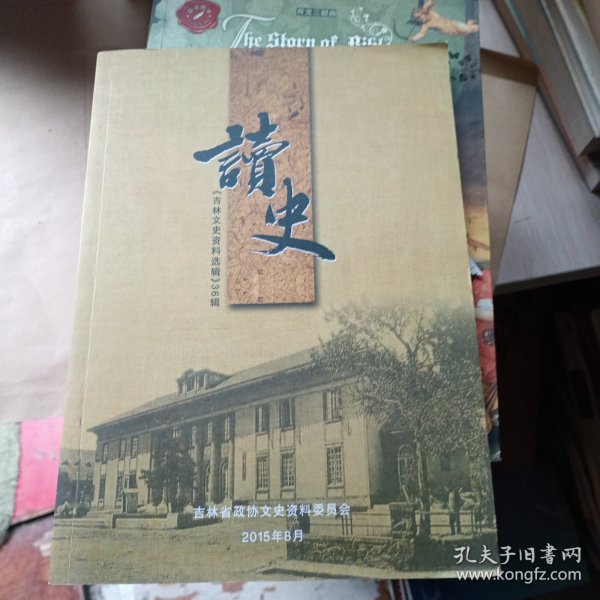 The Story of
讀史
《吉林文史资料选辑》36辑
吉林省政协文史资料委员会
2015年8月
孔夫子旧书网
www.kongfz.com